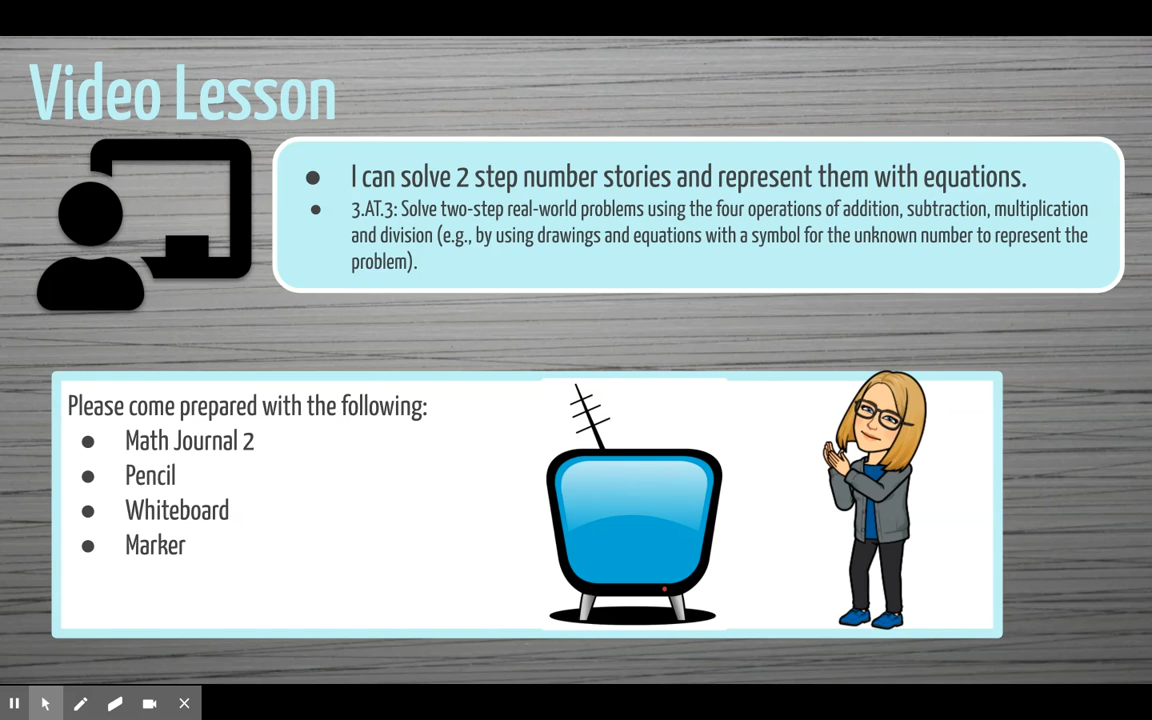 Video Lesson
● I can solve 2 step number stories and represent them with equations.
● 3.AT.3: Solve two-step real-world problems using the four operations of addition, subtraction, multiplication
and division (e.g., by using drawings and equations with a symbol for the unknown number to represent the
problem).
Please come prepared with the following:
● Math Journal 2
● Pencil
● Whiteboard
● Marker